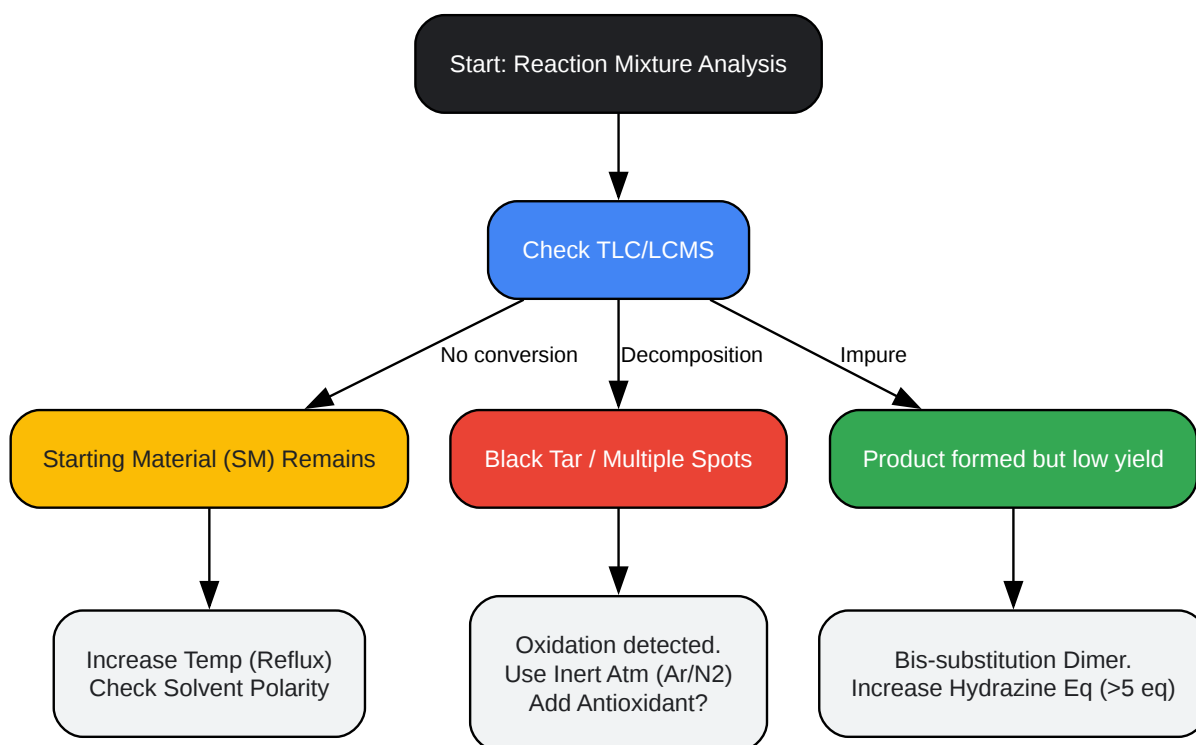 Start: Reaction Mixture Analysis
Check TLC/LCMS
No conversion
Decomposition
Impure
Starting Material (SM) Remains
Black Tar / Multiple Spots
Product formed but low yield
Increase Temp (Reflux)
Check Solvent Polarity
Oxidation detected.
Use Inert Atm (Ar/N2)
Add Antioxidant?
Bis-substitution Dimer.
Increase Hydrazine Eq (>5 eq)